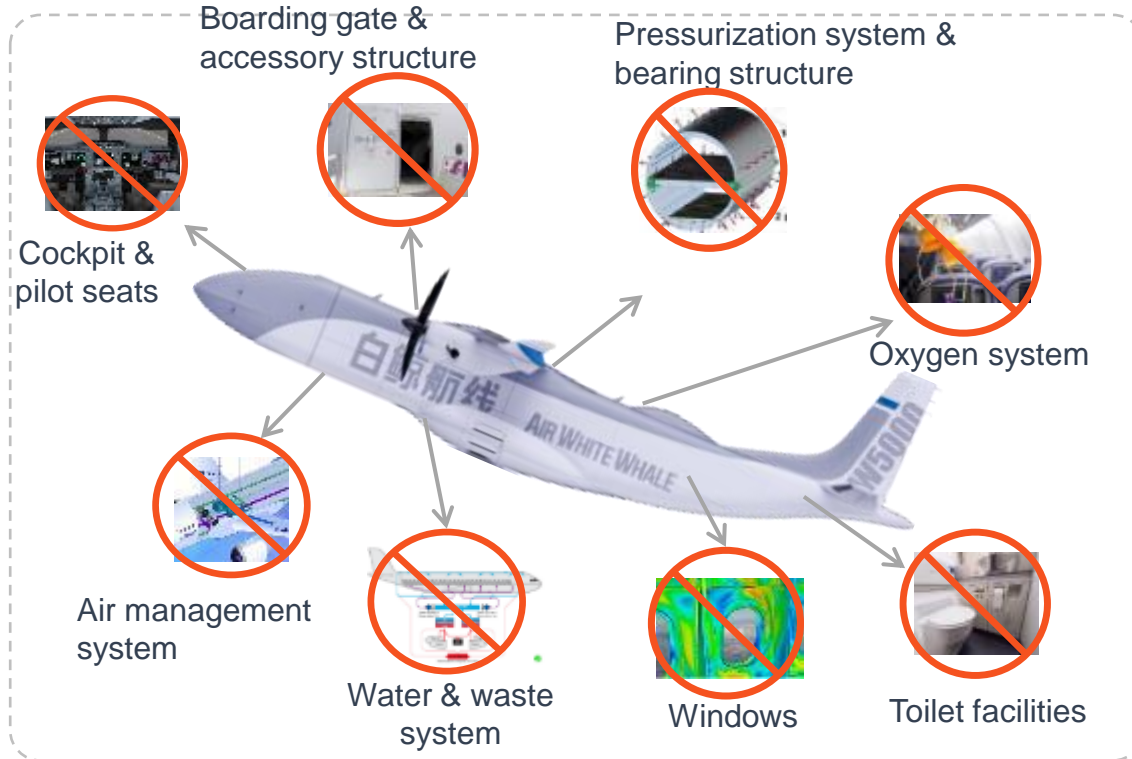 Boarding gate &
accessory structure
Pressurization system &
bearing structure
Cockpit &
pilot seats
Oxygen system
白鲸航线
AIR WHITE WHALE
W5000
Air management
system
Water & waste
system
Windows
Toilet facilities